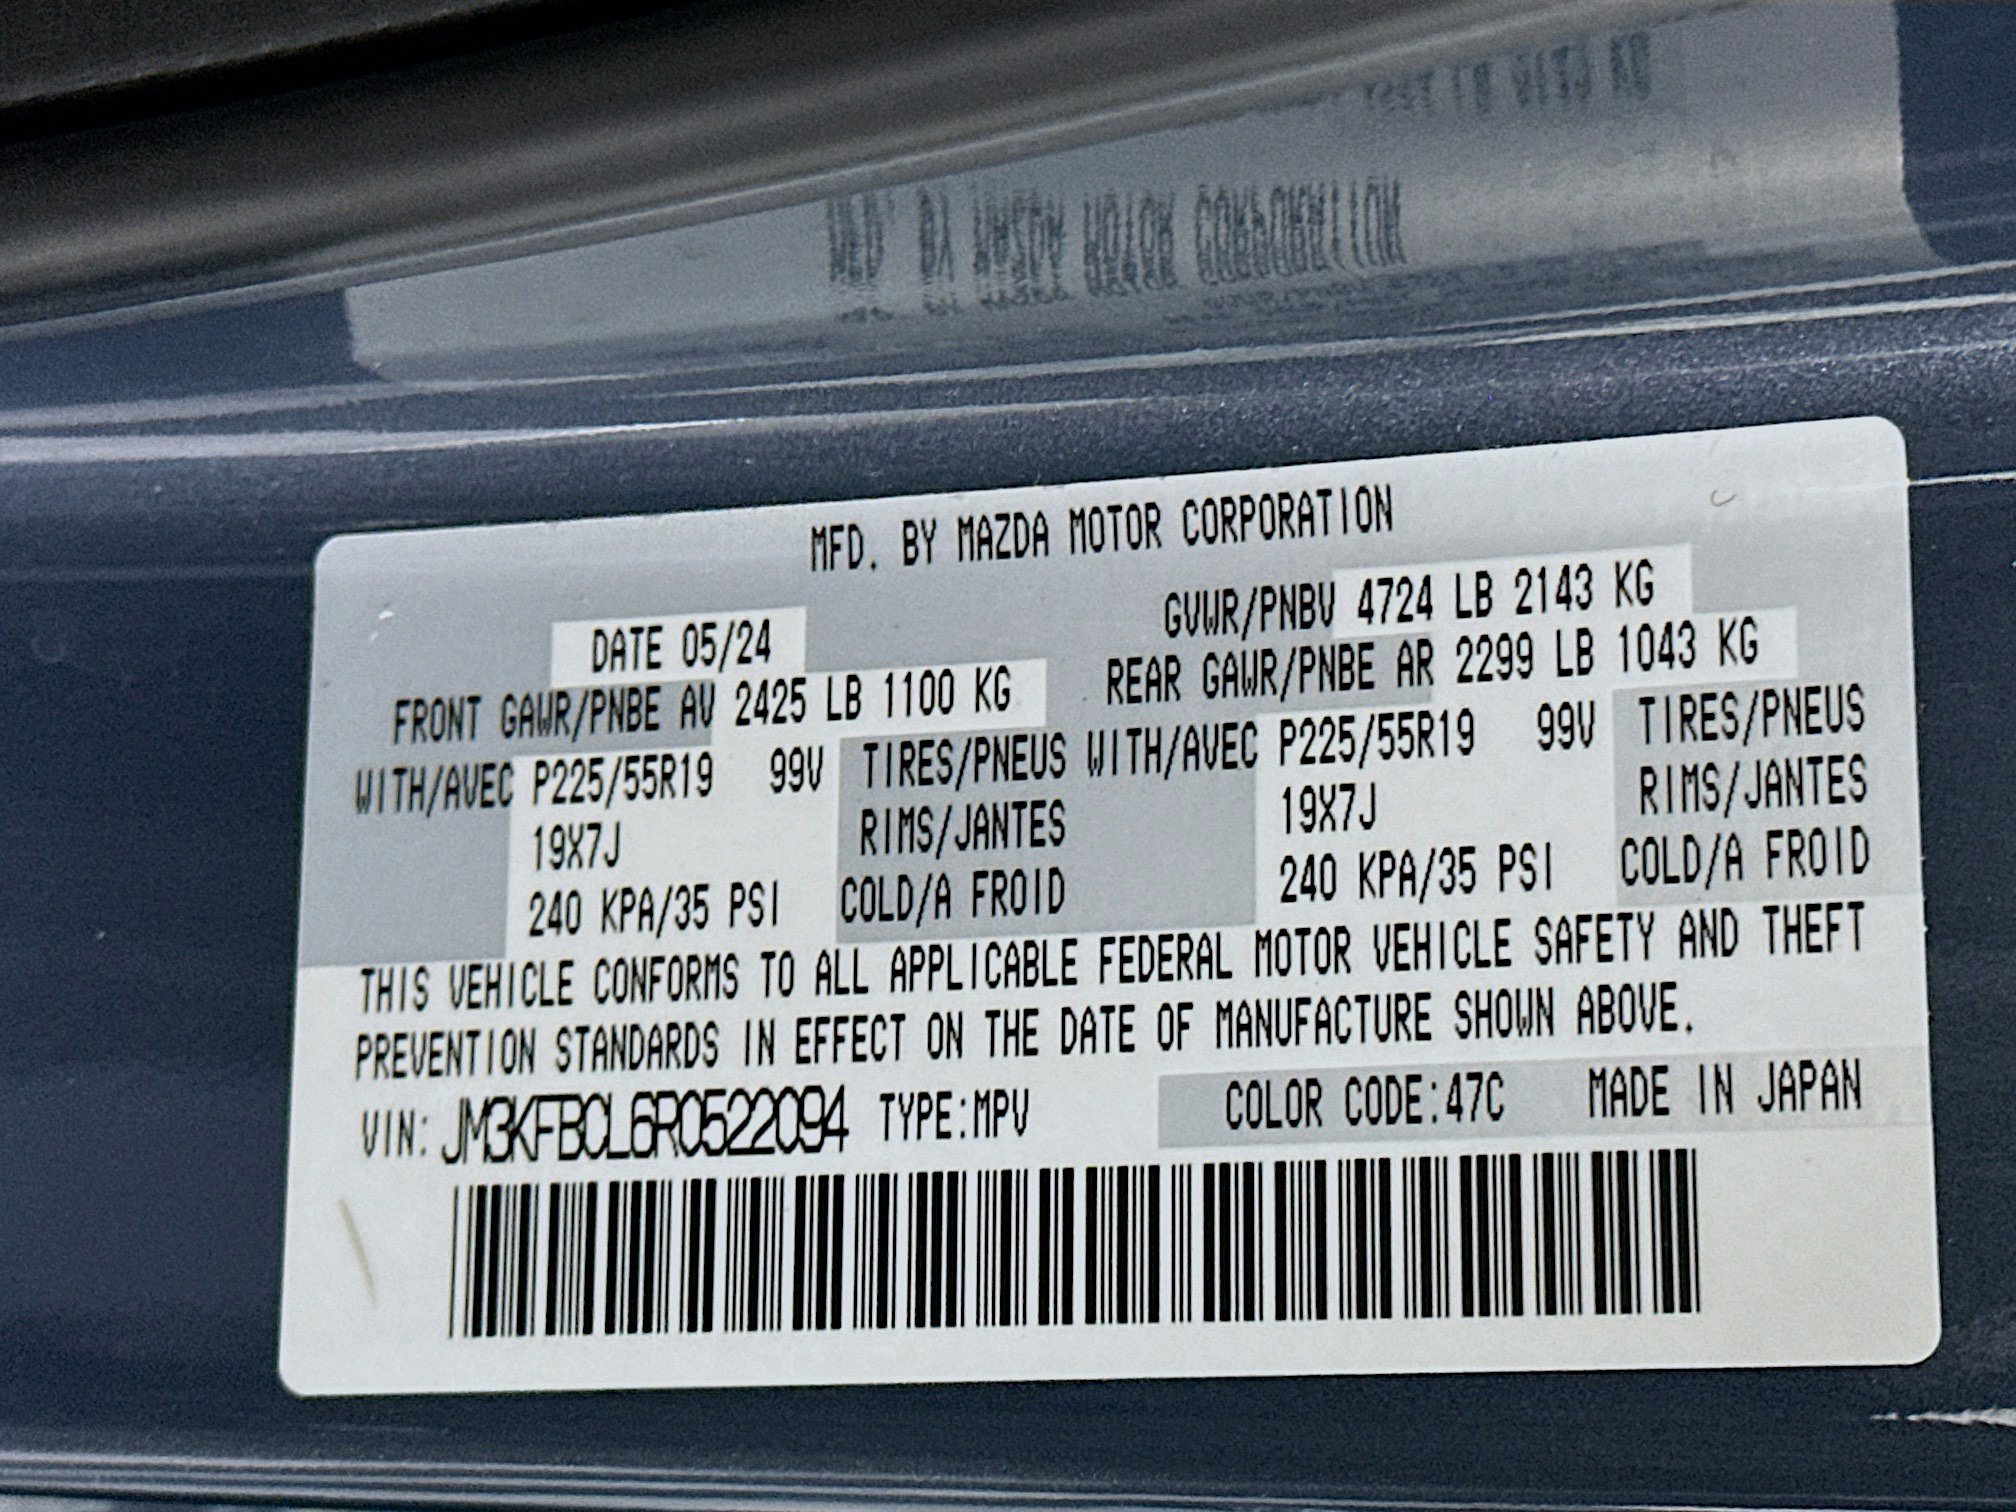 MFD. BY MAZDA MOTOR CORPORATION
DATE 05/24 GVWR/PNBV 4724 LB 2143 KG
FRONT GAWR/PNBE AV 2425 LB 1100 KG REAR GAWR/PNBE AR 2299 LB 1043 KG
WITH/AVEC P225/55R19 99V TIRES/PNEUS WITH/AVEC P225/55R19 99V TIRES/PNEUS
19X7J RIMS/JANTES 19X7J RIMS/JANTES
240 KPA/35 PSI COLD/A FROID 240 KPA/35 PSI COLD/A FROID
THIS VEHICLE CONFORMS TO ALL APPLICABLE FEDERAL MOTOR VEHICLE SAFETY AND THEFT
PREVENTION STANDARDS IN EFFECT ON THE DATE OF MANUFACTURE SHOWN ABOVE.
VIN: JM3KFBCL6R0522094 TYPE:MPV COLOR CODE:47C MADE IN JAPAN